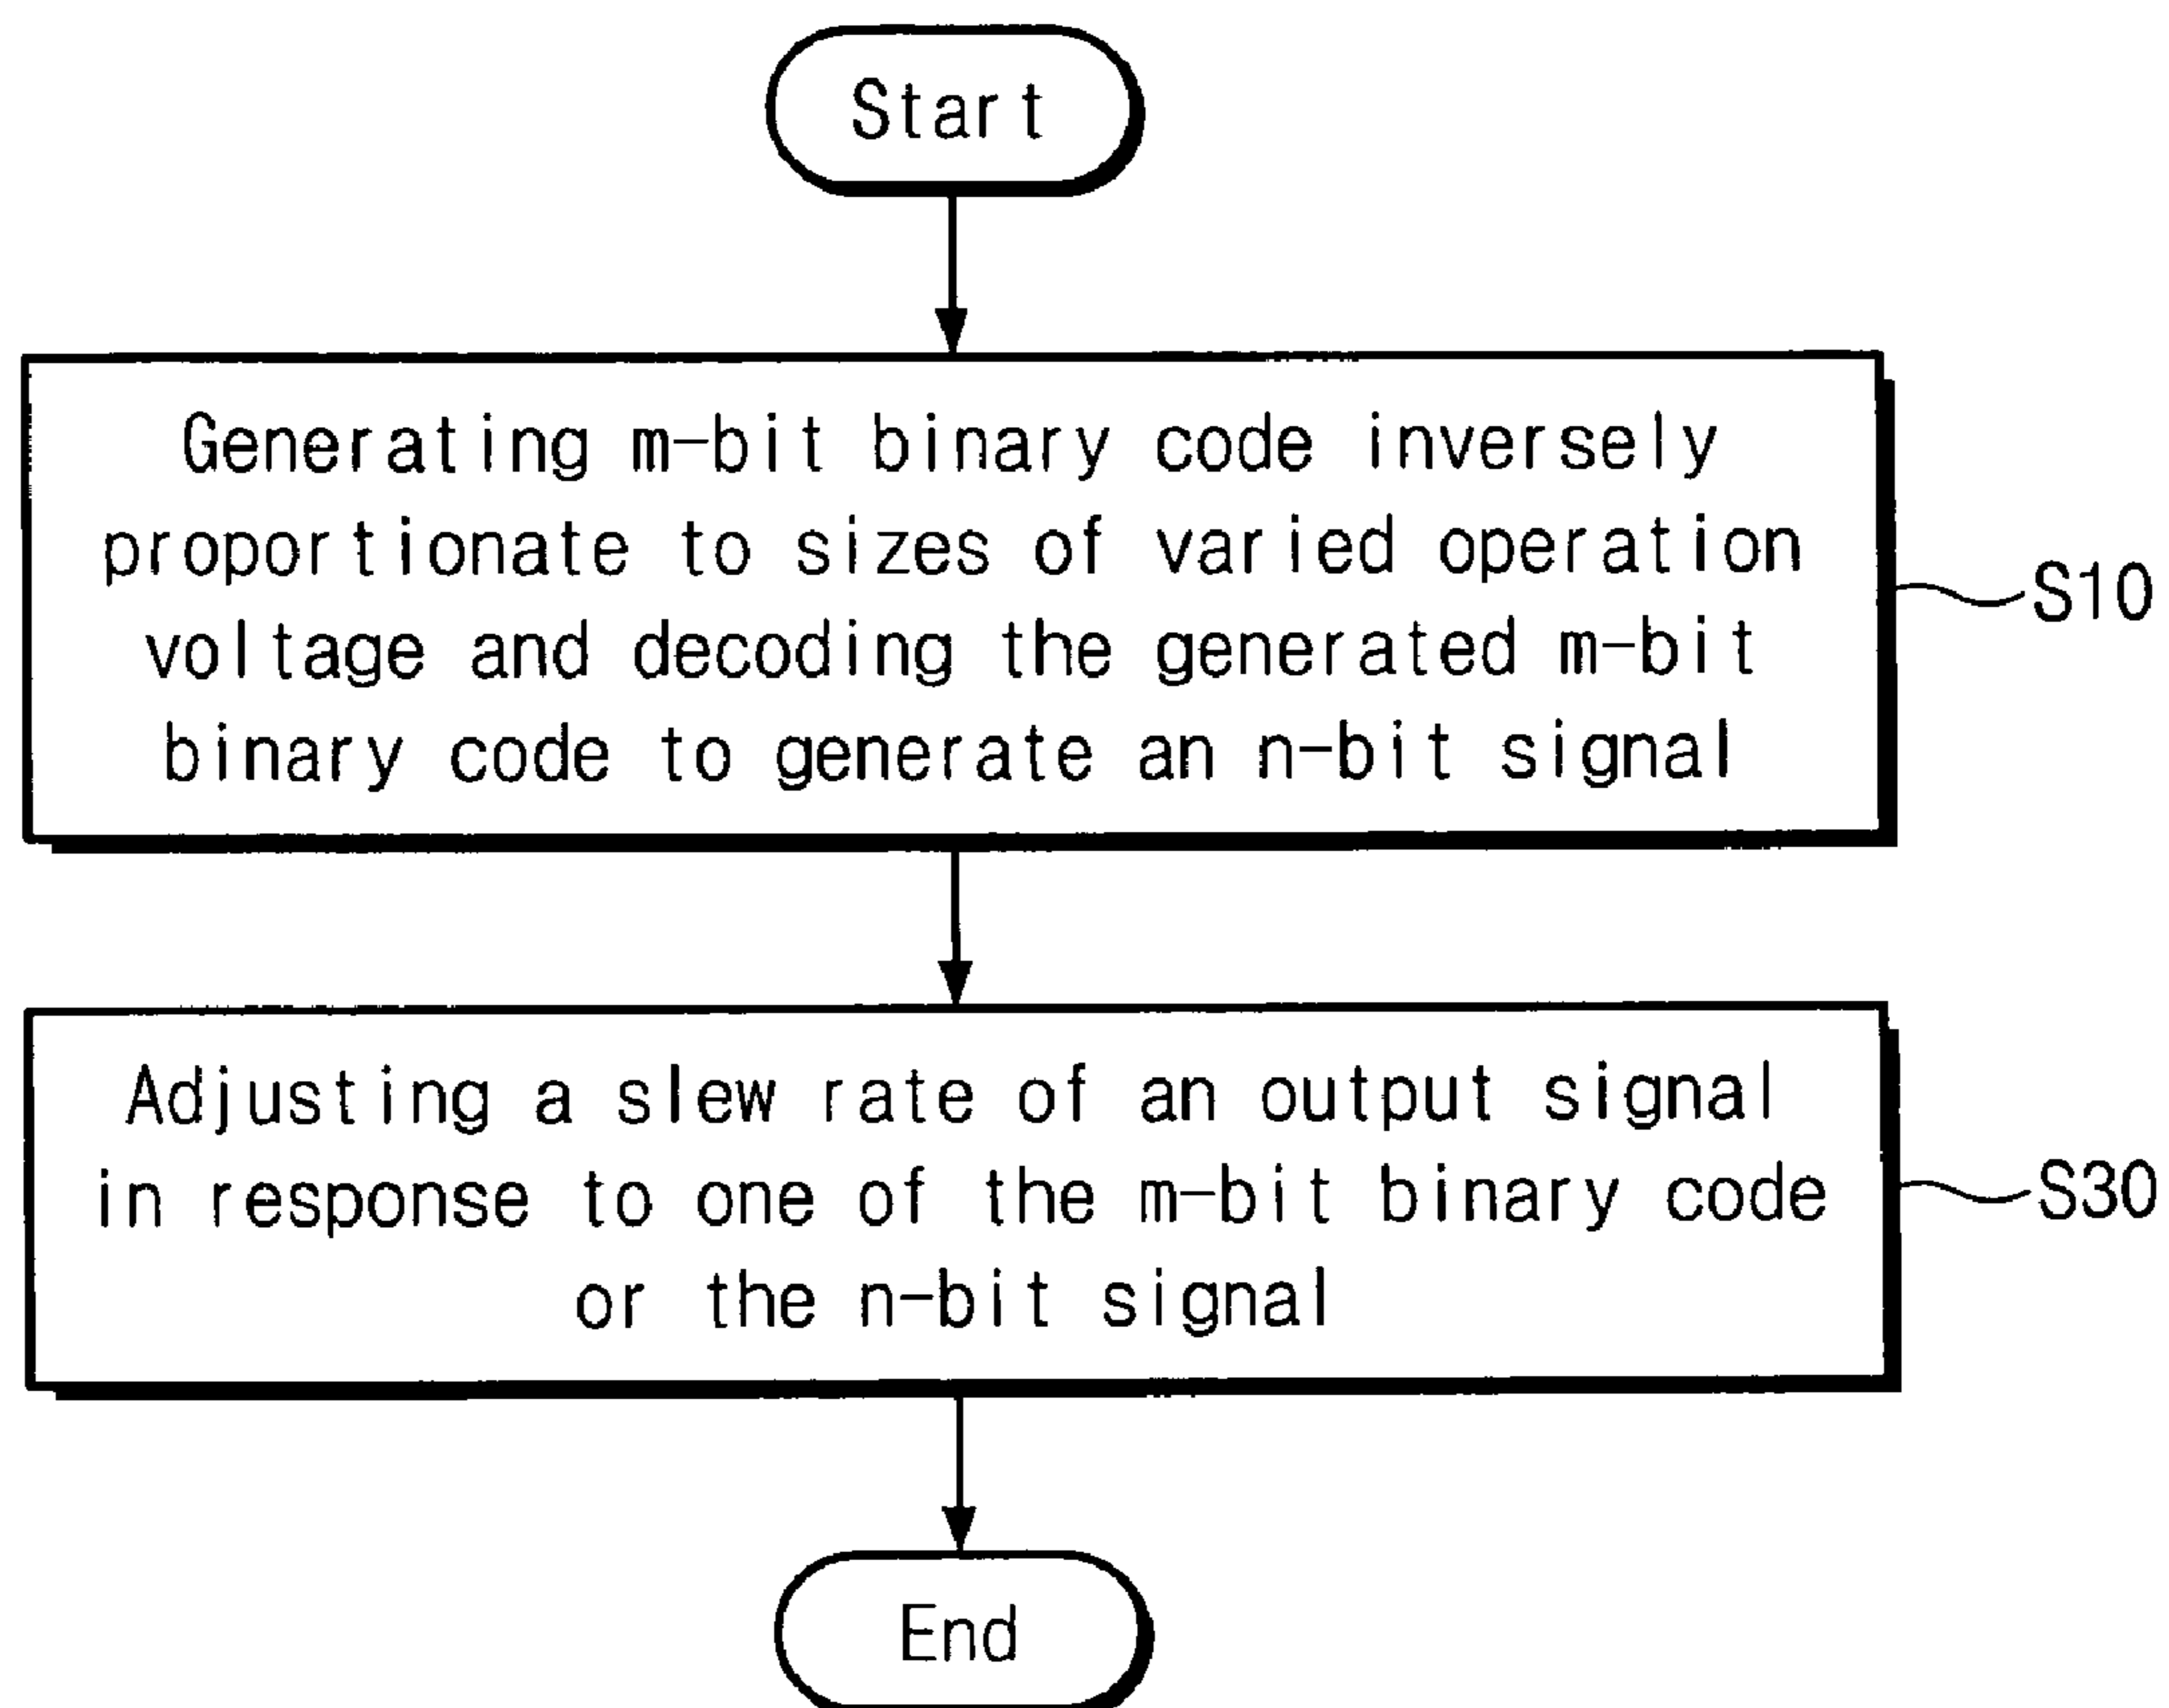 Start
Generating m-bit binary code inversely
proportionate to sizes of varied operation
voltage and decoding the generated m-bit
binary code to generate an n-bit signal
S10
Adjusting a slew rate of an output signal
in response to one of the m-bit binary code
or the n-bit signal
S30
End